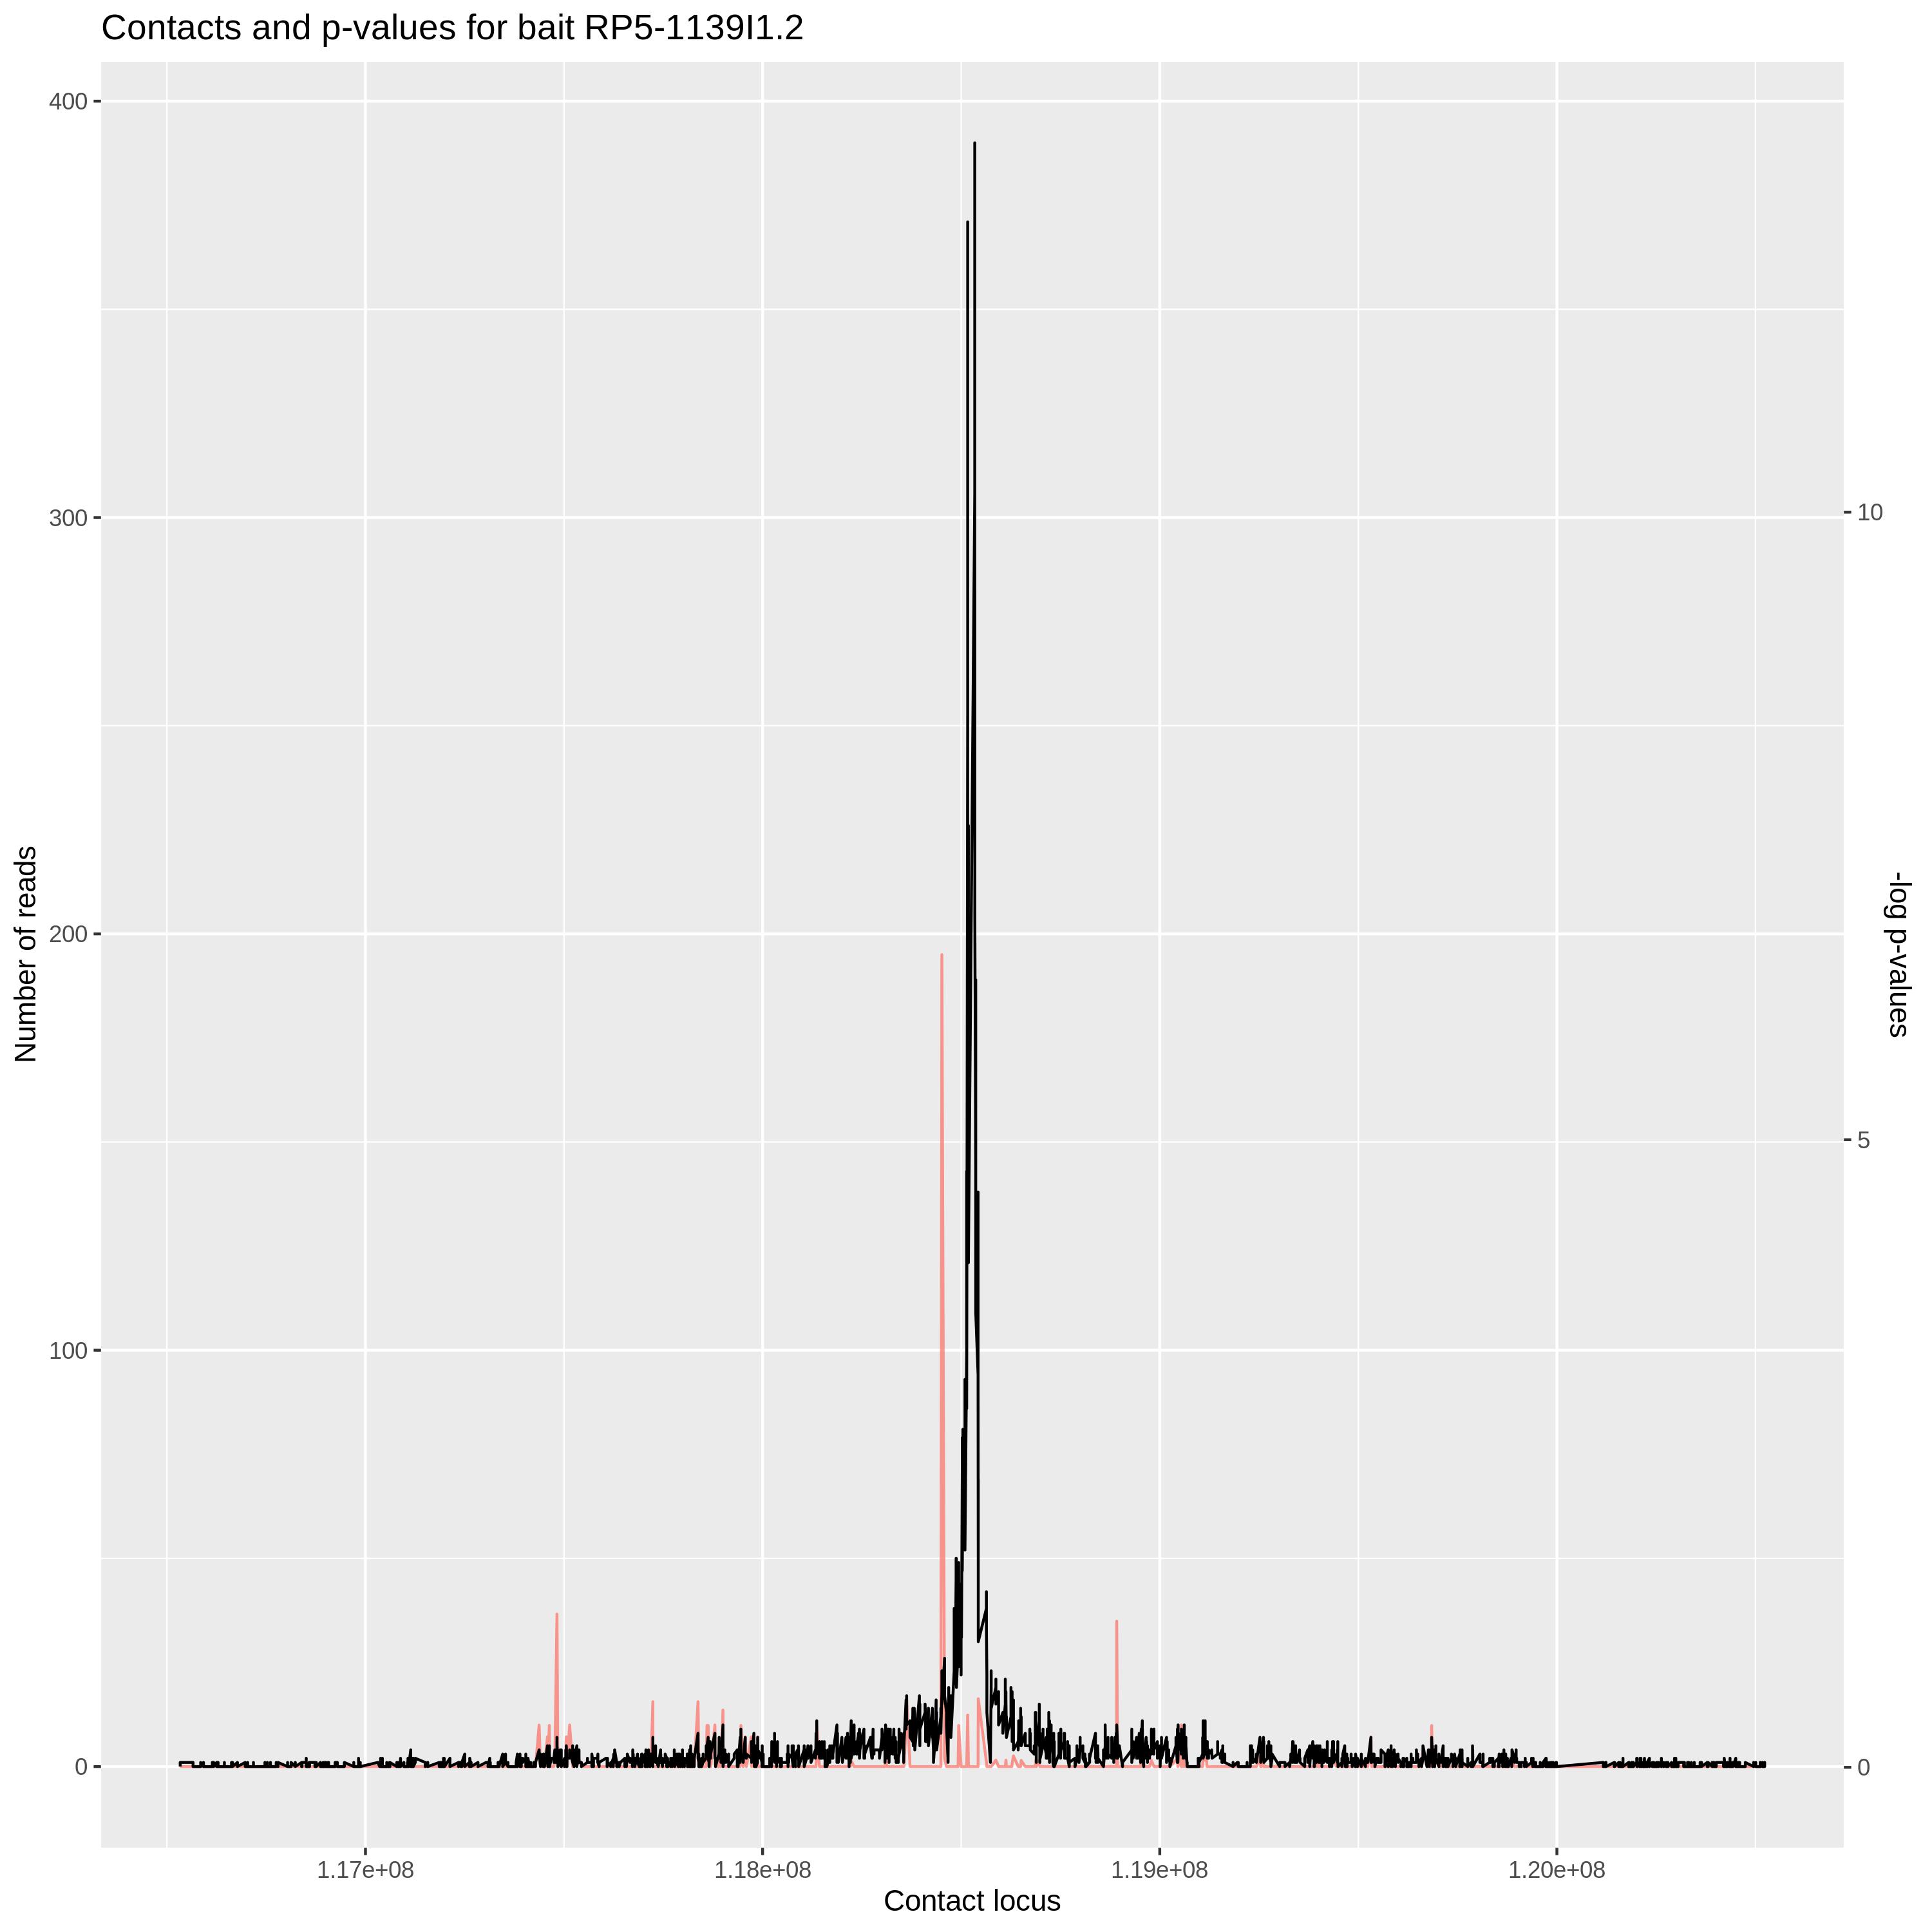 Contacts and p-values for bait RP5-1139I1.2
400
300
200
100
0
Number of reads
10
5
0
-log p-values
1.17e+08
1.18e+08
1.19e+08
1.20e+08
Contact locus